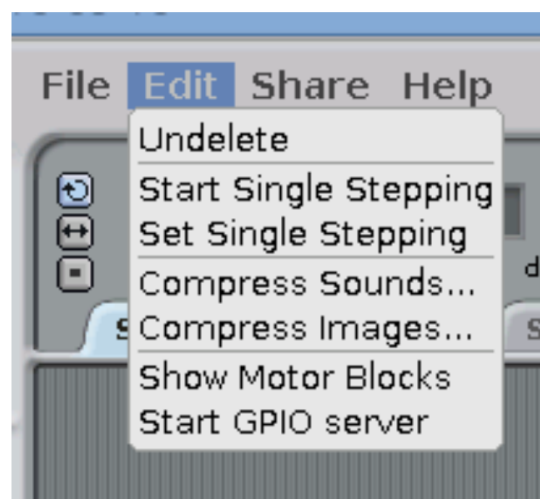 File Edit Share Help
Undelete
Start Single Stepping
Set Single Stepping
Compress Sounds...
Compress Images...
Show Motor Blocks
Start GPIO server